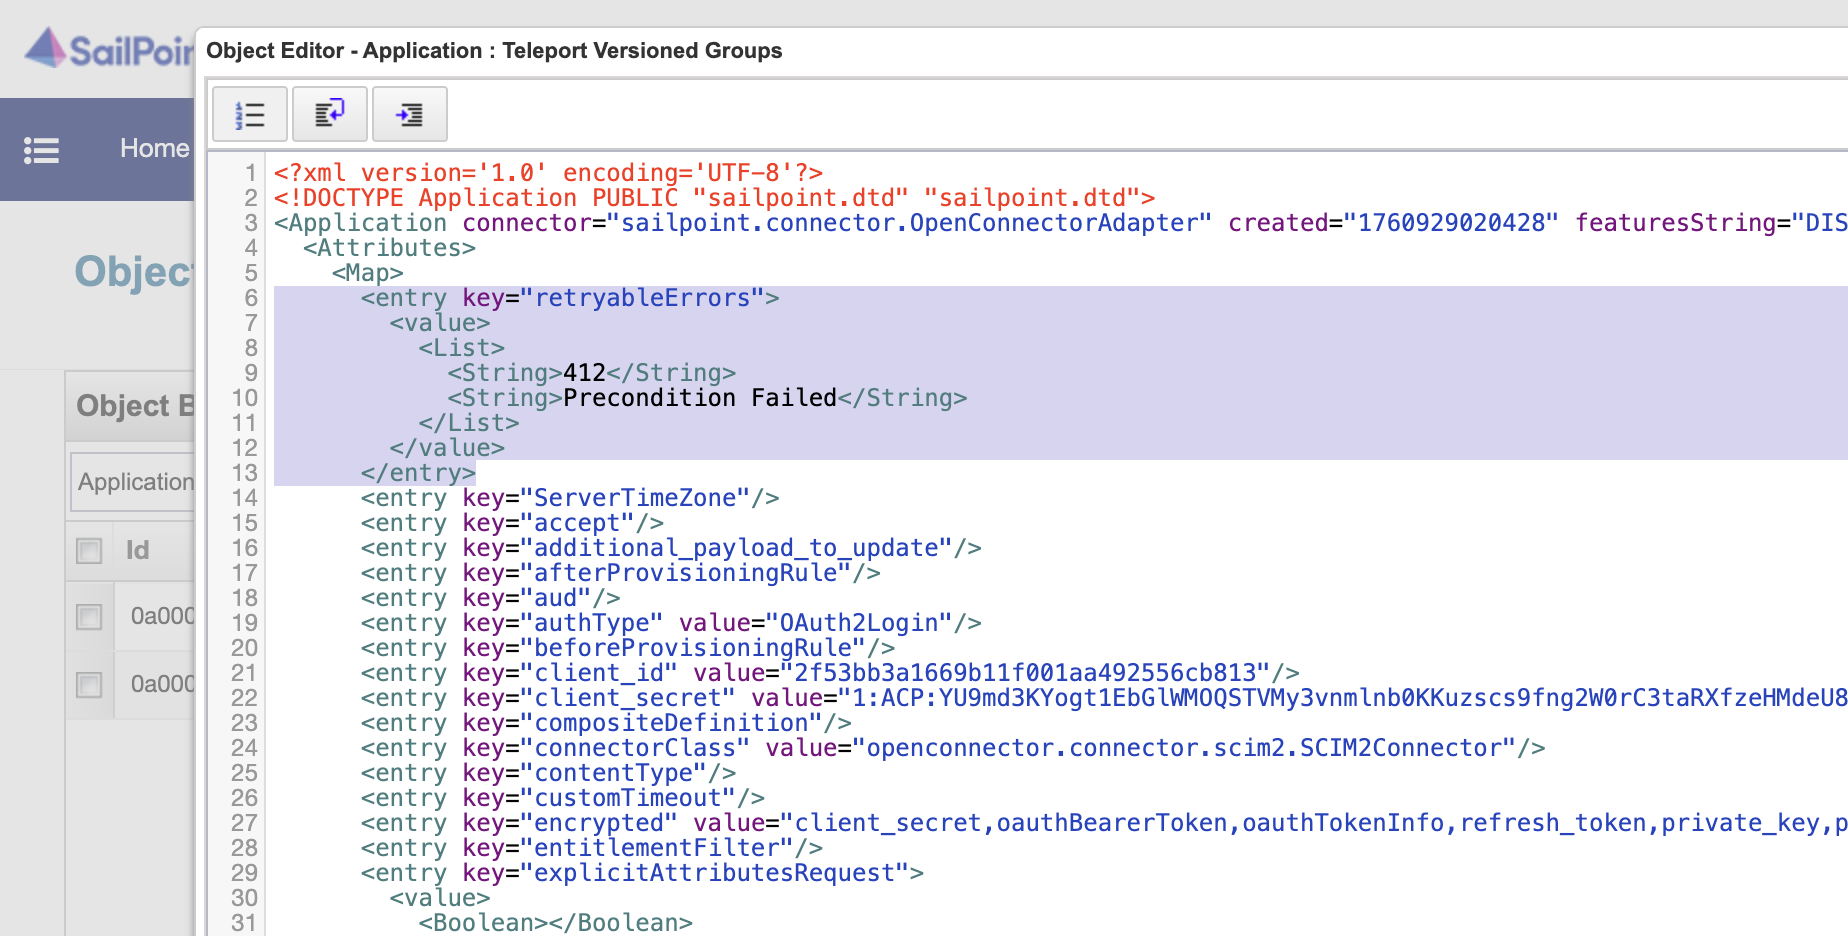 SailPoin
Object Editor - Application : Teleport Versioned Groups
Home
Objec
Object B
Application
Id
0a000
0a000
1 <?xml version='1.0' encoding='UTF-8'?>
2 <!DOCTYPE Application PUBLIC "sailpoint.dtd" "sailpoint.dtd">
3 <Application connector="sailpoint.connector.OpenConnectorAdapter" created="1760929020428" featuresString="DIS
4 <Attributes>
5 <Map>
6 <entry key="retryableErrors">
7 <value>
8 <List>
9 <String>412</String>
10 <String>Precondition Failed</String>
11 </List>
12 </value>
13 </entry>
14 <entry key="ServerTimeZone"/>
15 <entry key="accept"/>
16 <entry key="additional_payload_to_update"/>
17 <entry key="afterProvisioningRule"/>
18 <entry key="aud"/>
19 <entry key="authType" value="OAuth2Login"/>
20 <entry key="beforeProvisioningRule"/>
21 <entry key="client_id" value="2f53bb3a1669b11f001aa492556cb813"/>
22 <entry key="client_secret" value="1:ACP:YU9md3KYogt1EbGlWMOQSTVMy3vnmlnb0KKuzscs9fng2W0rC3taRXfzeHMdeU8
23 <entry key="compositeDefinition"/>
24 <entry key="connectorClass" value="openconnector.connector.scim2.SCIM2Connector"/>
25 <entry key="contentType"/>
26 <entry key="customTimeout"/>
27 <entry key="encrypted" value="client_secret,oauthBearerToken,oauthTokenInfo,refresh_token,private_key,p
28 <entry key="entitlementFilter"/>
29 <entry key="explicitAttributesRequest">
30 <value>
31 <Boolean></Boolean>